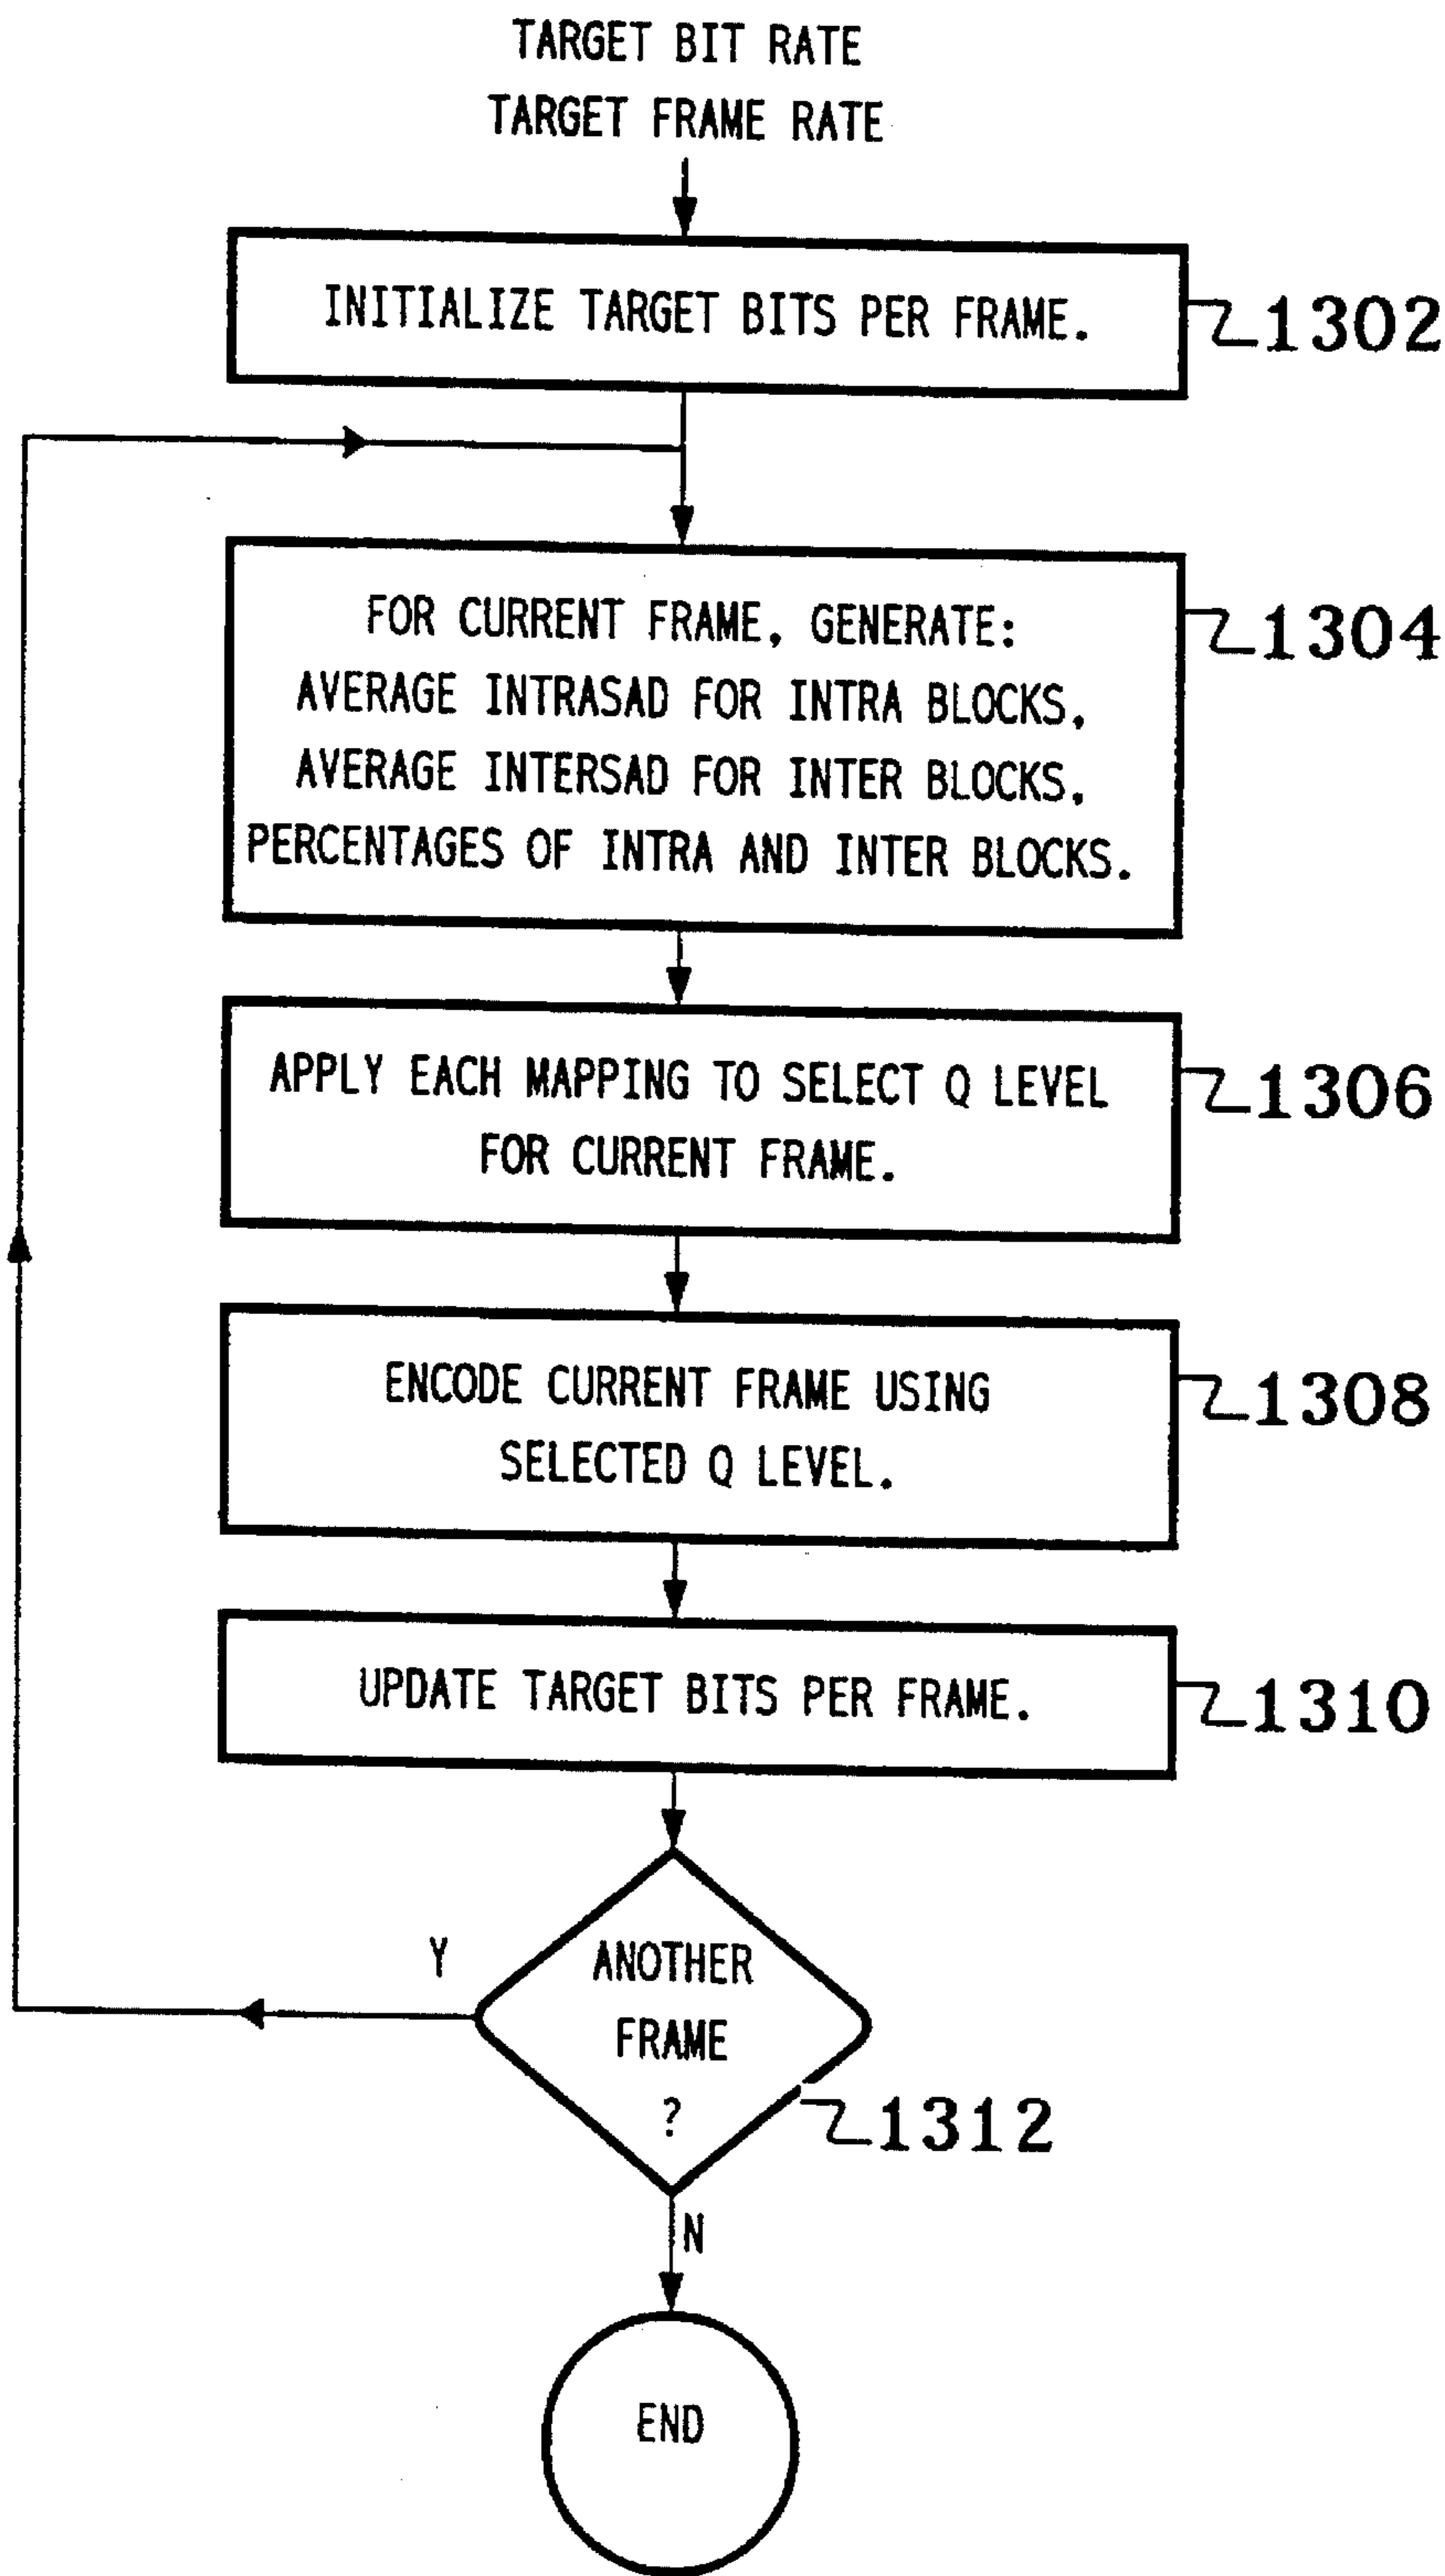 TARGET BIT RATE
TARGET FRAME RATE
INITIALIZE TARGET BITS PER FRAME.
1302
FOR CURRENT FRAME, GENERATE:
AVERAGE INTRASAD FOR INTRA BLOCKS.
AVERAGE INTERSAD FOR INTER BLOCKS.
PERCENTAGES OF INTRA AND INTER BLOCKS.
1304
APPLY EACH MAPPING TO SELECT Q LEVEL
FOR CURRENT FRAME.
1306
ENCODE CURRENT FRAME USING
SELECTED Q LEVEL.
1308
UPDATE TARGET BITS PER FRAME.
1310
Y
ANOTHER
FRAME
?
1312
N
END